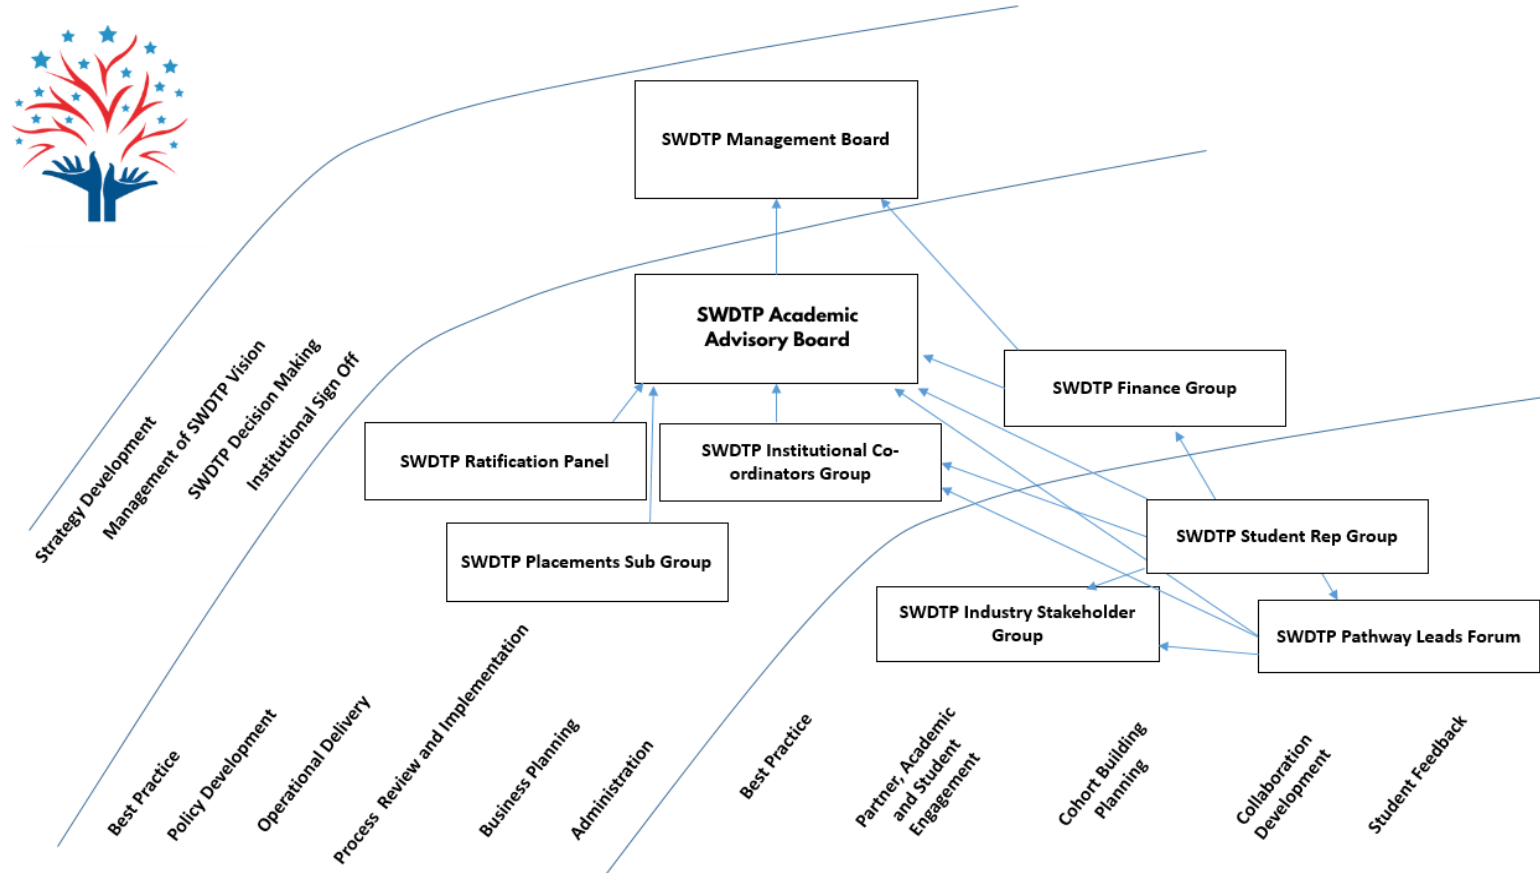 SWDTP Management Board
SWDTP Academic
Advisory Board
SWDTP Finance Group
SWDTP Ratification Panel
SWDTP Institutional Co-
ordinators Group
SWDTP Placements Sub Group
SWDTP Student Rep Group
SWDTP Industry Stakeholder
Group
SWDTP Pathway Leads Forum
Strategy Development
Management of SWDTP Vision
SWDTP Decision Making
Institutional Sign Off
Best Practice
Policy Development
Operational Delivery
Process Review and Implementation
Business Planning
Administration
Best Practice
Partner, Academic
and Student
Engagement
Cohort Building
Planning
Collaboration
Development
Student Feedback